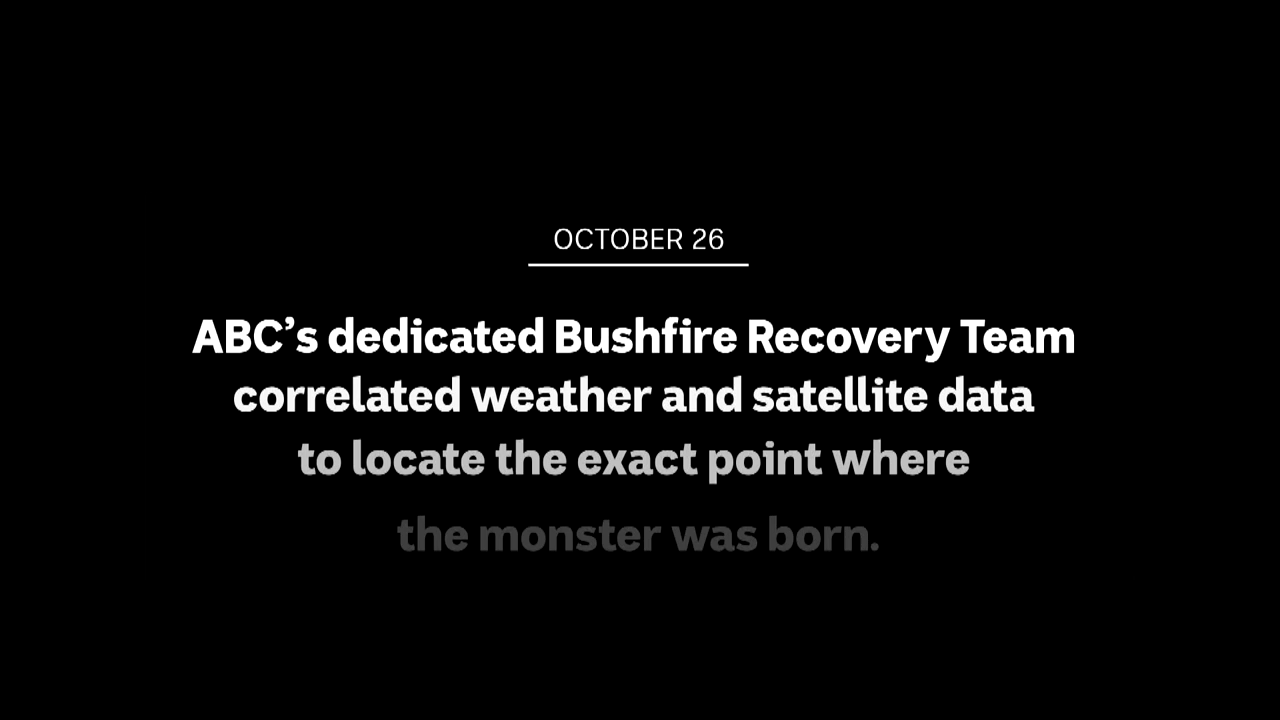 OCTOBER 26
ABC’s dedicated Bushfire Recovery Team
correlated weather and satellite data
to locate the exact point where
the monster was born.